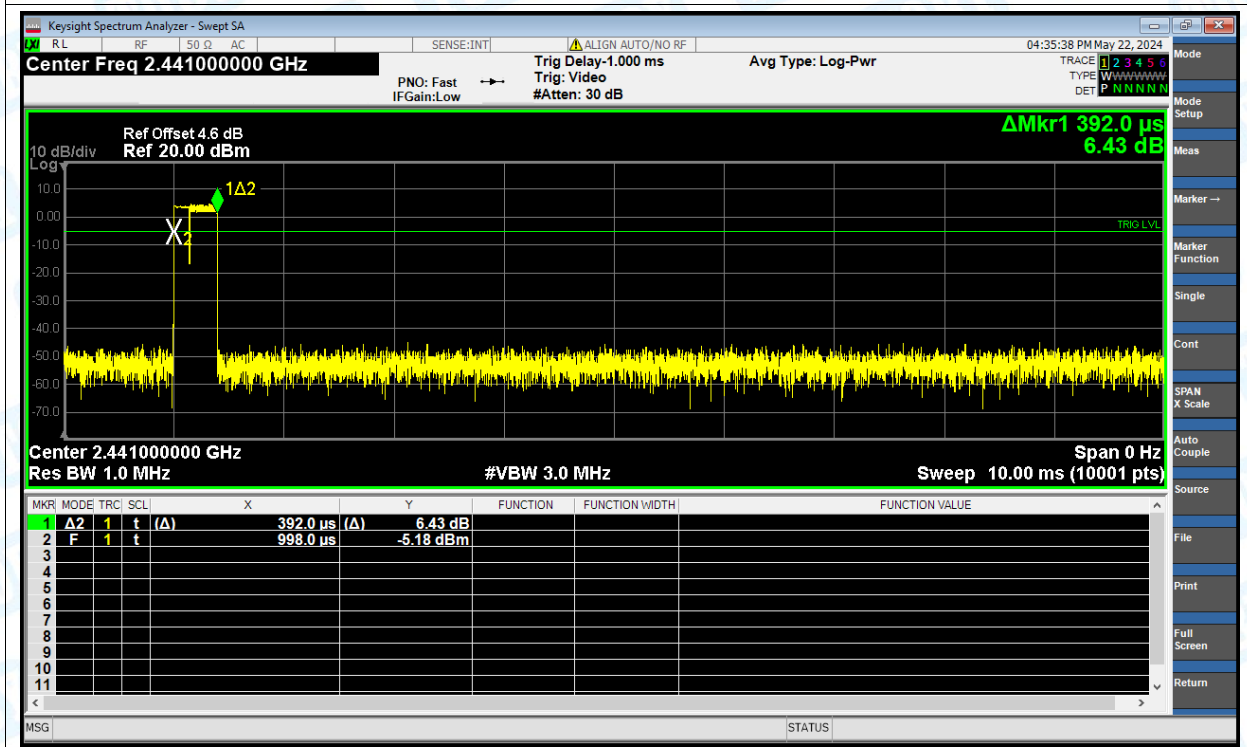 Keysight Spectrum Analyzer - Swept SA
LXI RL RF 50 Ω AC SENSE:INT ALIGN AUTO/NO RF 04:35:38 PM May 22, 2024
Center Freq 2.441000000 GHz Trig Delay-1.000 ms Avg Type: Log-Pwr TRACE 1 2 3 4 5 6
PNO: Fast Trig: Video TYPE WWWWWW
IFGain:Low #Atten: 30 dB DET P N N N N N
ΔMkr1 392.0 µs
6.43 dB
Ref Offset 4.6 dB
10 dB/div Ref 20.00 dBm
Log
10.0
0.00
-10.0
-20.0
-30.0
-40.0
-50.0
-60.0
-70.0
1Δ2
X2
TRIG LVL
Center 2.441000000 GHz Span 0 Hz
Res BW 1.0 MHz #VBW 3.0 MHz Sweep 10.00 ms (10001 pts)
MKR MODE TRC SCL X Y FUNCTION FUNCTION WIDTH FUNCTION VALUE
1 Δ2 1 t (Δ) 392.0 µs (Δ) 6.43 dB
2 F 1 t 998.0 µs -5.18 dBm
3
4
5
6
7
8
9
10
11
MSG STATUS
Mode
Mode
Setup
Meas
Marker →
Marker
Function
Single
Cont
SPAN
X Scale
Auto
Couple
Source
File
Print
Full
Screen
Return